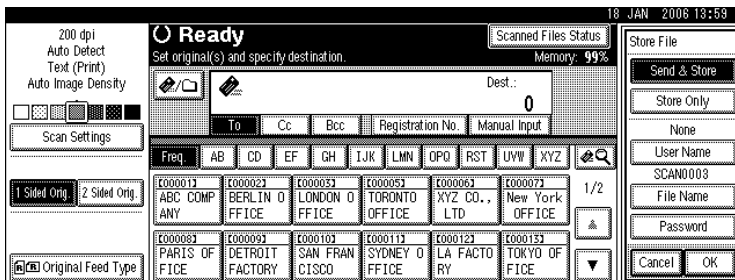 18 JAN 2006 13:59
200 dpi
Auto Detect
Text (Print)
Auto Image Density
Scan Settings
1 Sided Orig. 2 Sided Orig.
Original Feed Type
Ready
Scanned Files Status
Set original(s) and specify destination.
Memory: 99%
Dest.:
0
To Cc Bcc Registration No. Manual Input
Freq. AB CD EF GH IJK LMN OPQ RST UVW XYZ
[00001] [00002] [00003] [00005] [00006] [00007]
ABC COMP BERLIN O LONDON O TORONTO XYZ CO., New York
ANY FFICE FFICE OFFICE LTD OFFICE
1/2
[00008] [00009] [00010] [00011] [00012] [00013]
PARIS OF DETROIT SAN FRAN SYDNEY O LA FACTO TOKYO OF
FICE FACTORY CISCO FFICE RY FICE
Store File
Send & Store
Store Only
None
User Name
SCAN0003
File Name
Password
Cancel OK